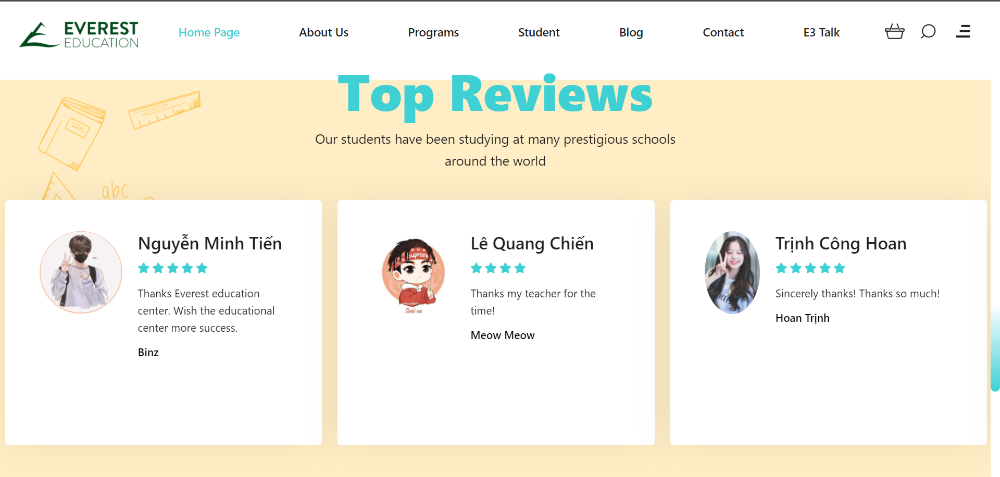 EVEREST
EDUCATION
Home Page
About Us
Programs
Student
Blog
Contact
E3 Talk
Top Reviews
Our students have been studying at many prestigious schools
around the world
abc
Nguyễn Minh Tiến
Thanks Everest education
center. Wish the educational
center more success.
Binz
Supreme
Soái ca
Lê Quang Chiến
Thanks my teacher for the
time!
Meow Meow
Trịnh Công Hoan
Sincerely thanks! Thanks so much!
Hoan Trịnh